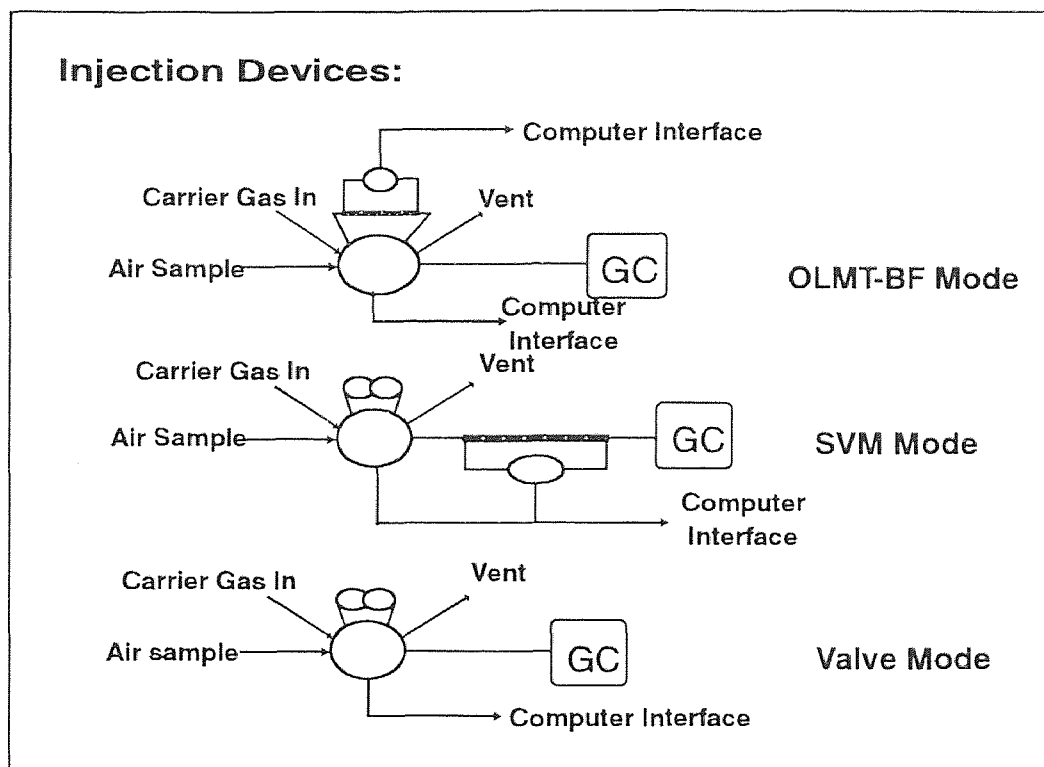 Injection Devices:
Computer Interface
Carrier Gas In
Vent
Air Sample
GC
OLMT-BF Mode
Computer
Interface
Carrier Gas In
Vent
Air Sample
GC
SVM Mode
Computer
Interface
Carrier Gas In
Vent
Air sample
GC
Valve Mode
Computer Interface